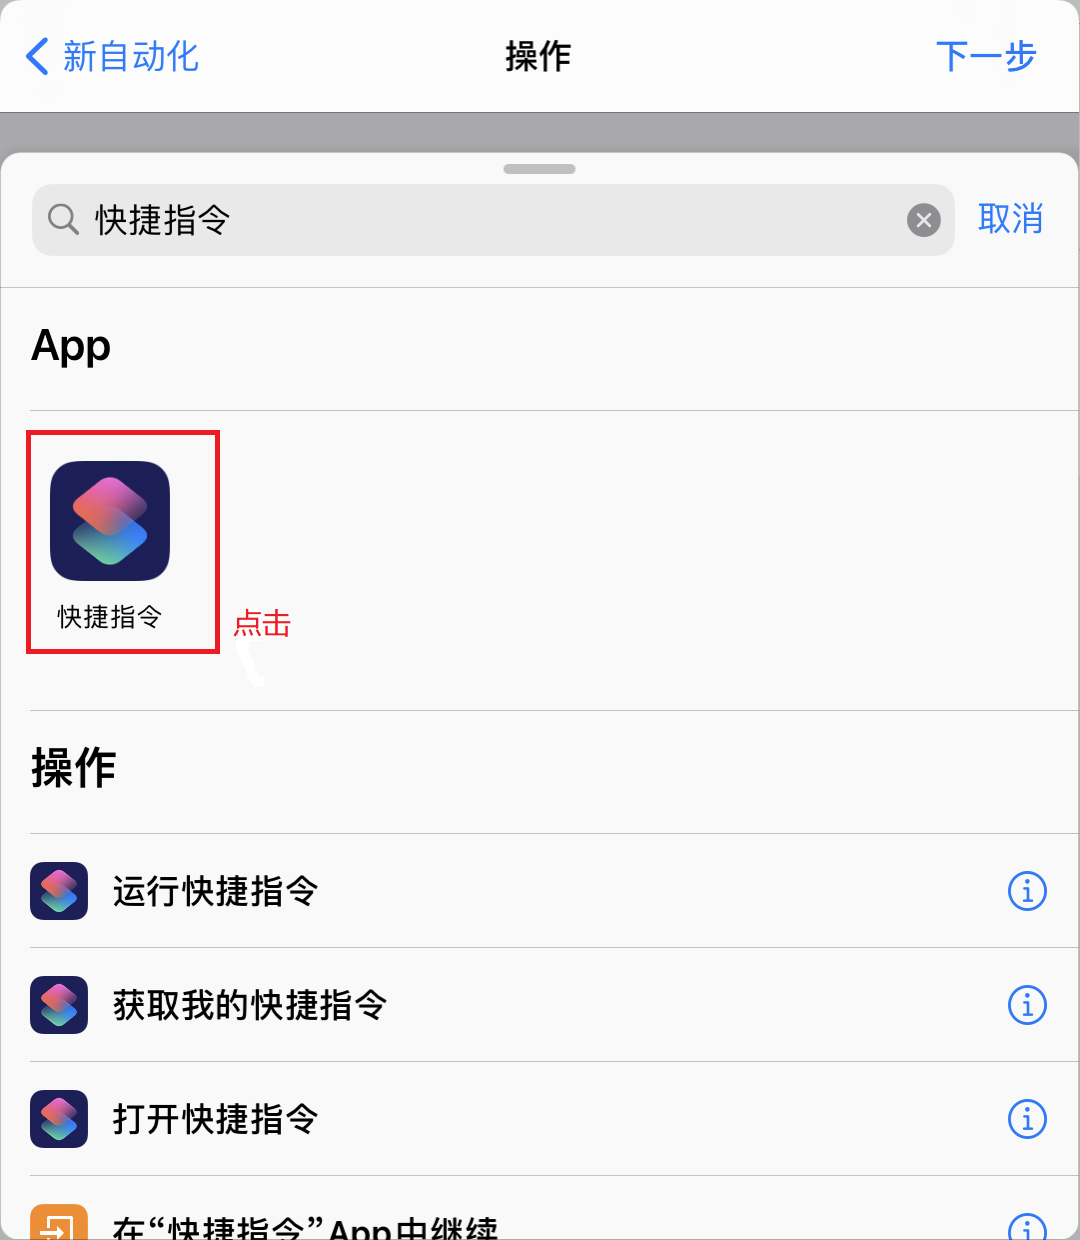 新自动化
操作
下一步
快捷指令
取消
App
快捷指令
点击
操作
运行快捷指令
获取我的快捷指令
打开快捷指令
在“快捷指令”App中继续